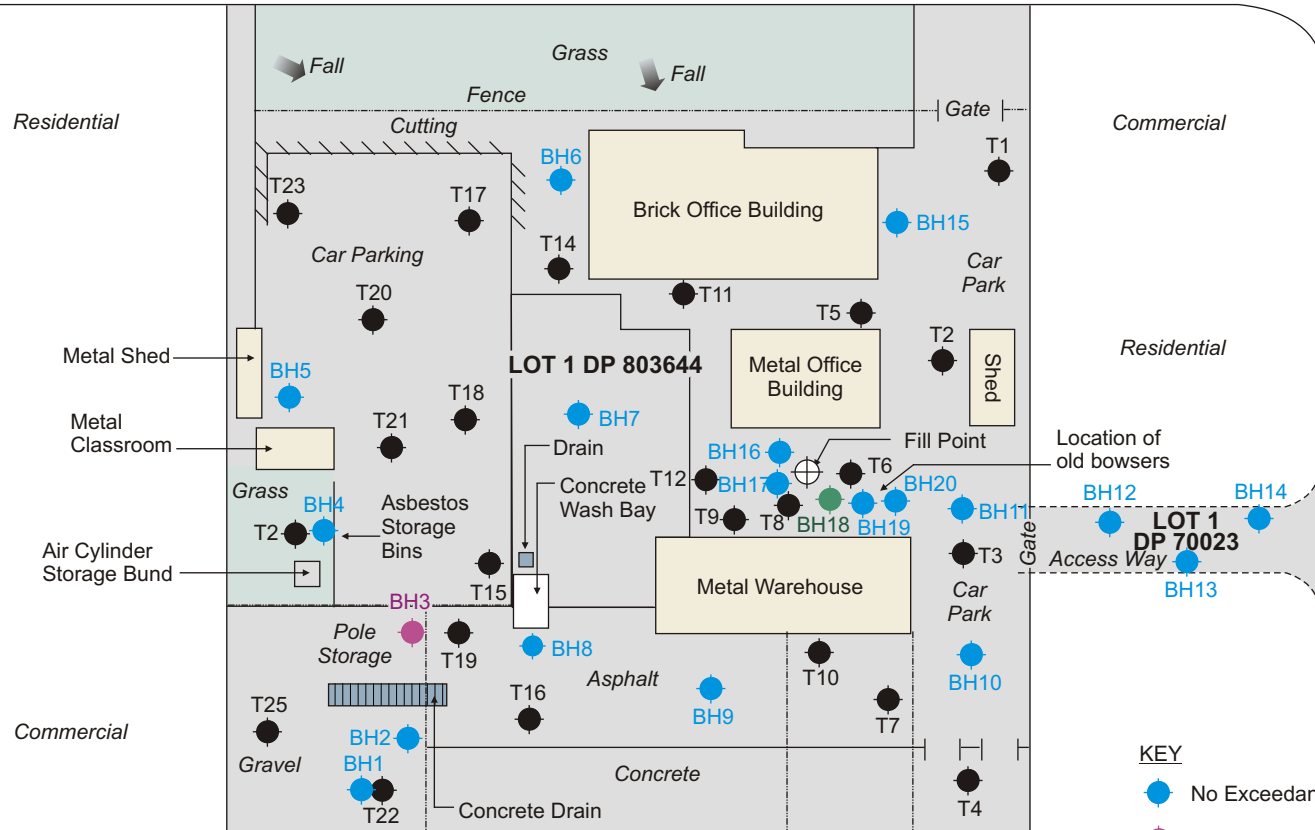 Grass
Fall
Fall
Fence
Gate
Residential
Cutting
Commercial
T1
BH6
T23
T17
Brick Office Building
BH15
T14
Car Parking
Car
Park
T11
T20
T5
T2
Residential
Metal Shed
LOT 1 DP 803644
Metal Office
Building
Shed
BH5
Metal
Classroom
T18
BH7
T21
Drain
Fill Point
Location of
old bowsers
BH16
T6
Grass
T12
BH17
BH20
Concrete
Wash Bay
BH4
Asbestos
Storage
Bins
T2
T9
T8
BH18
BH19
BH11
BH12
BH14
LOT 1
DP 70023
Air Cylinder
Storage Bund
T3
Gate
Access Way
T15
Metal Warehouse
BH13
BH3
Car
Park
Pole
Storage
T19
BH8
T10
BH10
Asphalt
T16
BH9
T25
T7
Commercial
BH2
Gravel
BH1
Concrete
T22
Concrete Drain
T4
KEY
No Exceedan